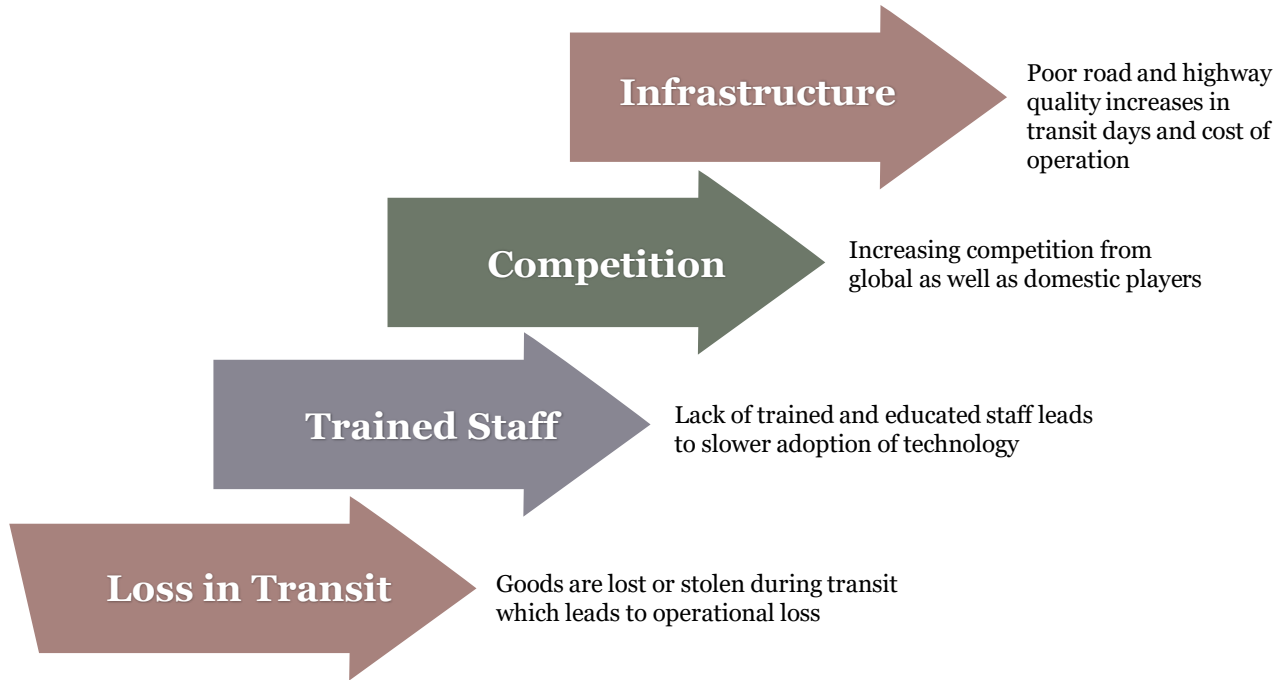 Infrastructure
Poor road and highway
quality increases in
transit days and cost of
operation
Competition
Increasing competition from
global as well as domestic players
Trained Staff
Lack of trained and educated staff leads
to slower adoption of technology
Loss in Transit
Goods are lost or stolen during transit
which leads to operational loss